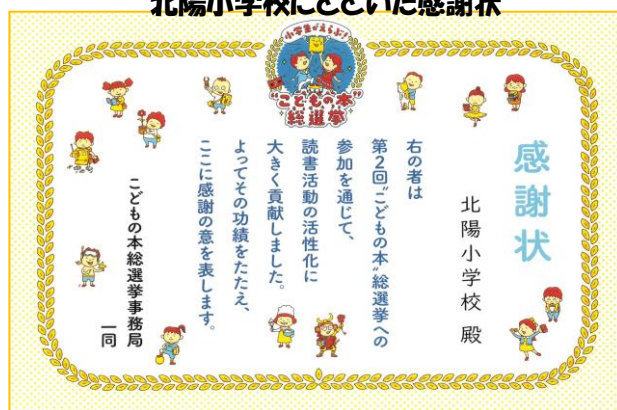 北陽小学校にとどいた感謝状
小学生がえらぶ!
"こどもの本"
総選挙
感謝状
北陽小学校 殿
右の者は
第2回"こどもの本"総選挙への
参加を通じて、
読書活動の活性化に
大きく貢献しました。
よってその功績をたたえ、
ここに感謝の意を表します。
こどもの本総選挙事務局
一同